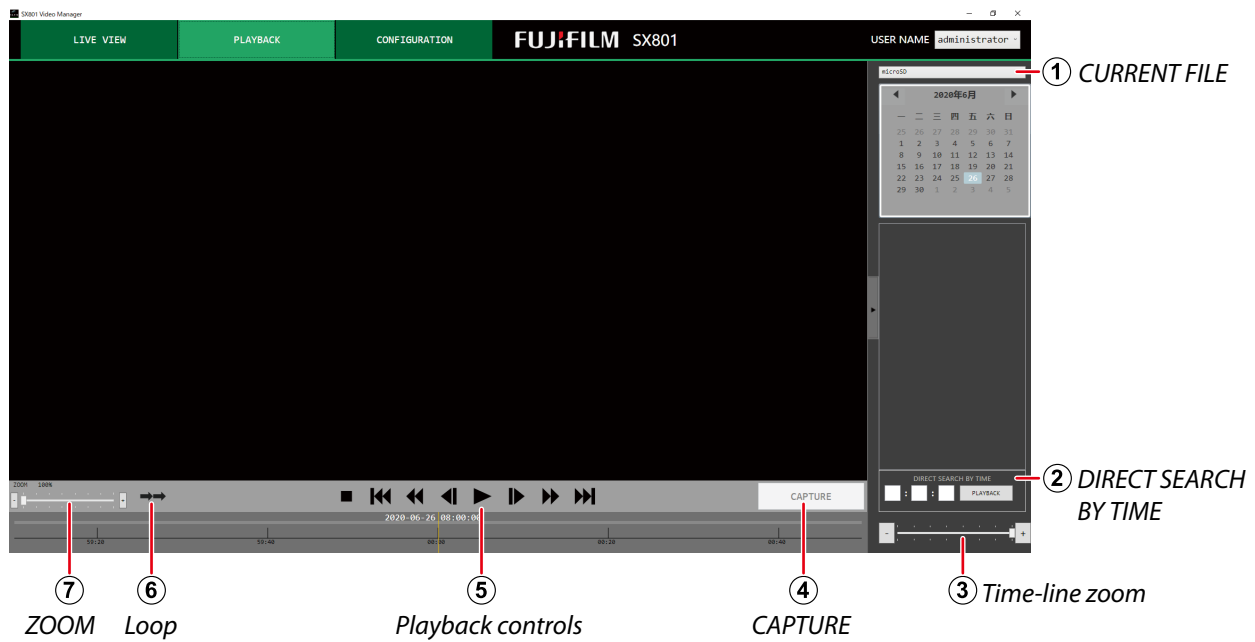 SX801 Video Manager
LIVE VIEW
PLAYBACK
CONFIGURATION
FUJIFILM SX801
USER NAME administrator
microSD
① CURRENT FILE
2020年6月
一 二 三 四 五 六 日
25 26 27 28 29 30 31
1 2 3 4 5 6 7
8 9 10 11 12 13 14
15 16 17 18 19 20 21
22 23 24 25 26 27 28
29 30 1 2 3 4 5
DIRECT SEARCH BY TIME
: : PLAYBACK
② DIRECT SEARCH
BY TIME
ZOOM 100%
- +
CAPTURE
2020-06-26 08:00:00
59:20 59:40 00:00 00:20 00:40
- +
③ Time-line zoom
⑦ ⑥ ⑤ ④
ZOOM Loop Playback controls CAPTURE